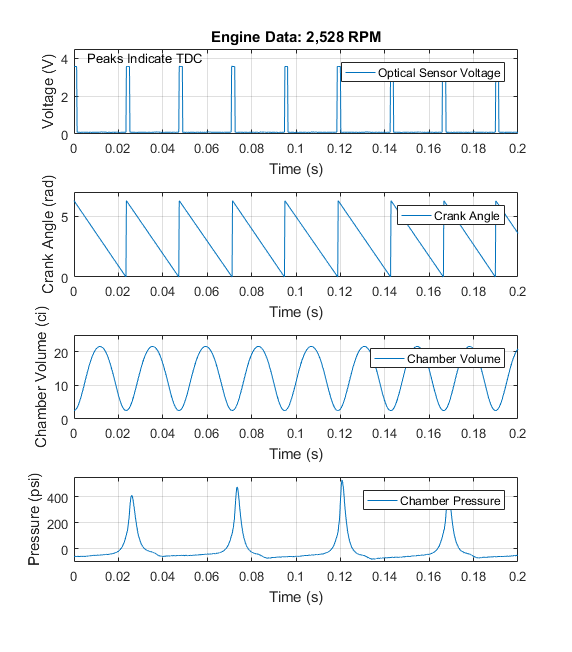 Engine Data: 2,528 RPM
Peaks Indicate TDC
Voltage (V)
4
2
0
Optical Sensor Voltage
0 0.02 0.04 0.06 0.08 0.1 0.12 0.14 0.16 0.18 0.2
Time (s)
Crank Angle (rad)
5
0
Crank Angle
0 0.02 0.04 0.06 0.08 0.1 0.12 0.14 0.16 0.18 0.2
Time (s)
Chamber Volume (ci)
20
10
0
Chamber Volume
0 0.02 0.04 0.06 0.08 0.1 0.12 0.14 0.16 0.18 0.2
Time (s)
Pressure (psi)
400
200
0
Chamber Pressure
0 0.02 0.04 0.06 0.08 0.1 0.12 0.14 0.16 0.18 0.2
Time (s)